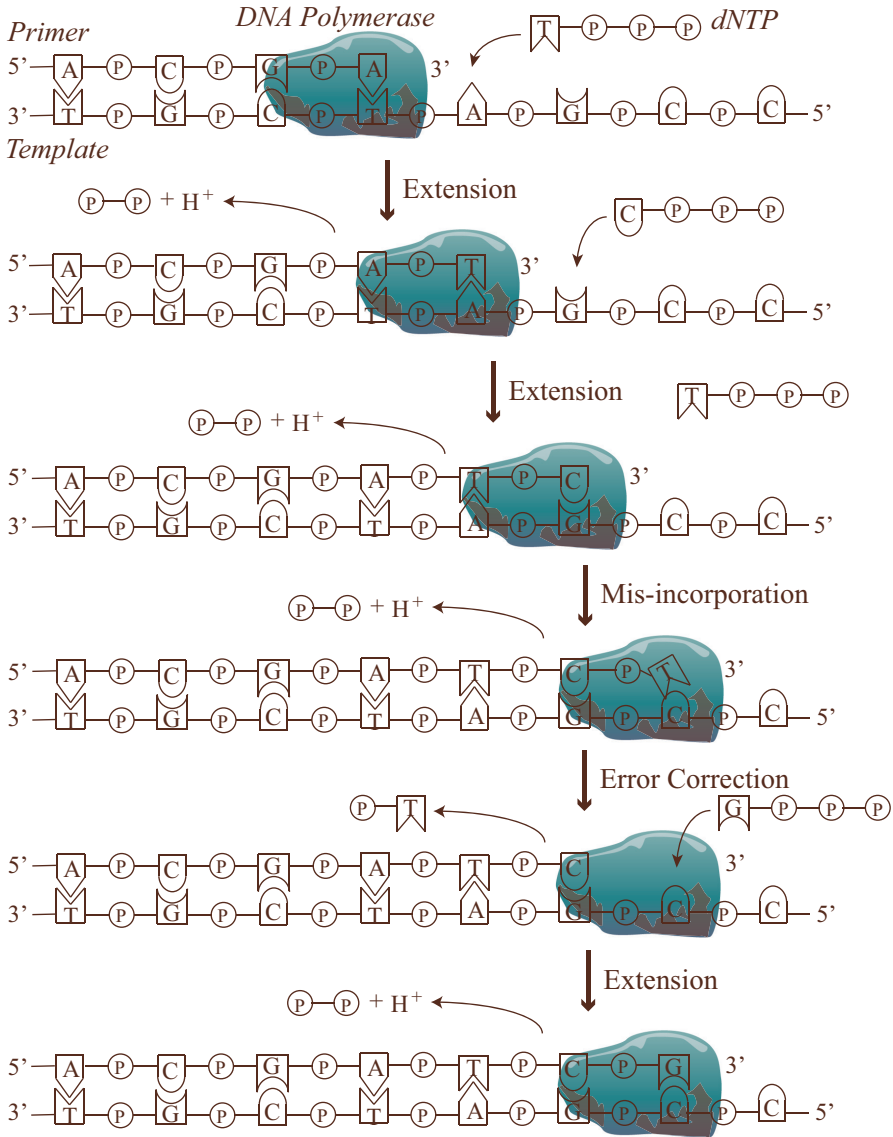 Primer DNA Polymerase T P P P dNTP
5’ A P C P G P A 3’
3’ T P G P C P T P A P G P C P C 5’
Template
Extension
P P + H+ C P P P
5’ A P C P G P A P T 3’
3’ T P G P C P T P A P G P C P C 5’
Extension T P P P
P P + H+
5’ A P C P G P A P T P C 3’
3’ T P G P C P T P A P G P C P C 5’
Mis-incorporation
P P + H+
5’ A P C P G P A P T P C P T 3’
3’ T P G P C P T P A P G P C P C 5’
Error Correction
P T G P P P
5’ A P C P G P A P T P C 3’
3’ T P G P C P T P A P G P C P C 5’
Extension
P P + H+
5’ A P C P G P A P T P C P G 3’
3’ T P G P C P T P A P G P C P C 5’